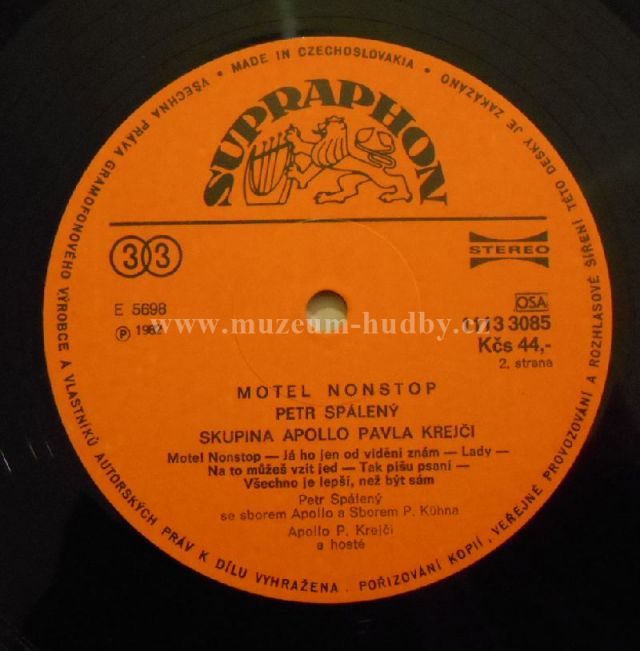 VŠECHNA PRÁVA GRAMOFONOVÉHO VÝROBCE A VLASTNÍKŮ AUTORSKÝCH PRÁV K DÍLU VYHRAŽENA . POŘIZOVÁNÍ KOPIÍ, VEŘEJNÉ PROVOZOVÁNÍ A ROZHLASOVÉ ŠÍŘENÍ TÉTO DESKY JE ZAKÁZÁNO
• MADE IN CZECHOSLOVAKIA •
SUPRAPHON
33
STEREO
E 5698
OSA
℗
1113 3085
www.muzeum-hudby.cz
Kčs 44,-
2. strana
MOTEL NONSTOP
PETR SPÁLENÝ
SKUPINA APOLLO PAVLA KREJČI
Motel Nonstop — Já ho jen od vidění znám — Lady —
Na to můžeš vzít jed — Tak píšu psaní —
Všechno je lepší, než být sám
Petr Spálený
se sborem Apollo a Sborem P. Kühna
Apollo P. Krejčí
a hosté